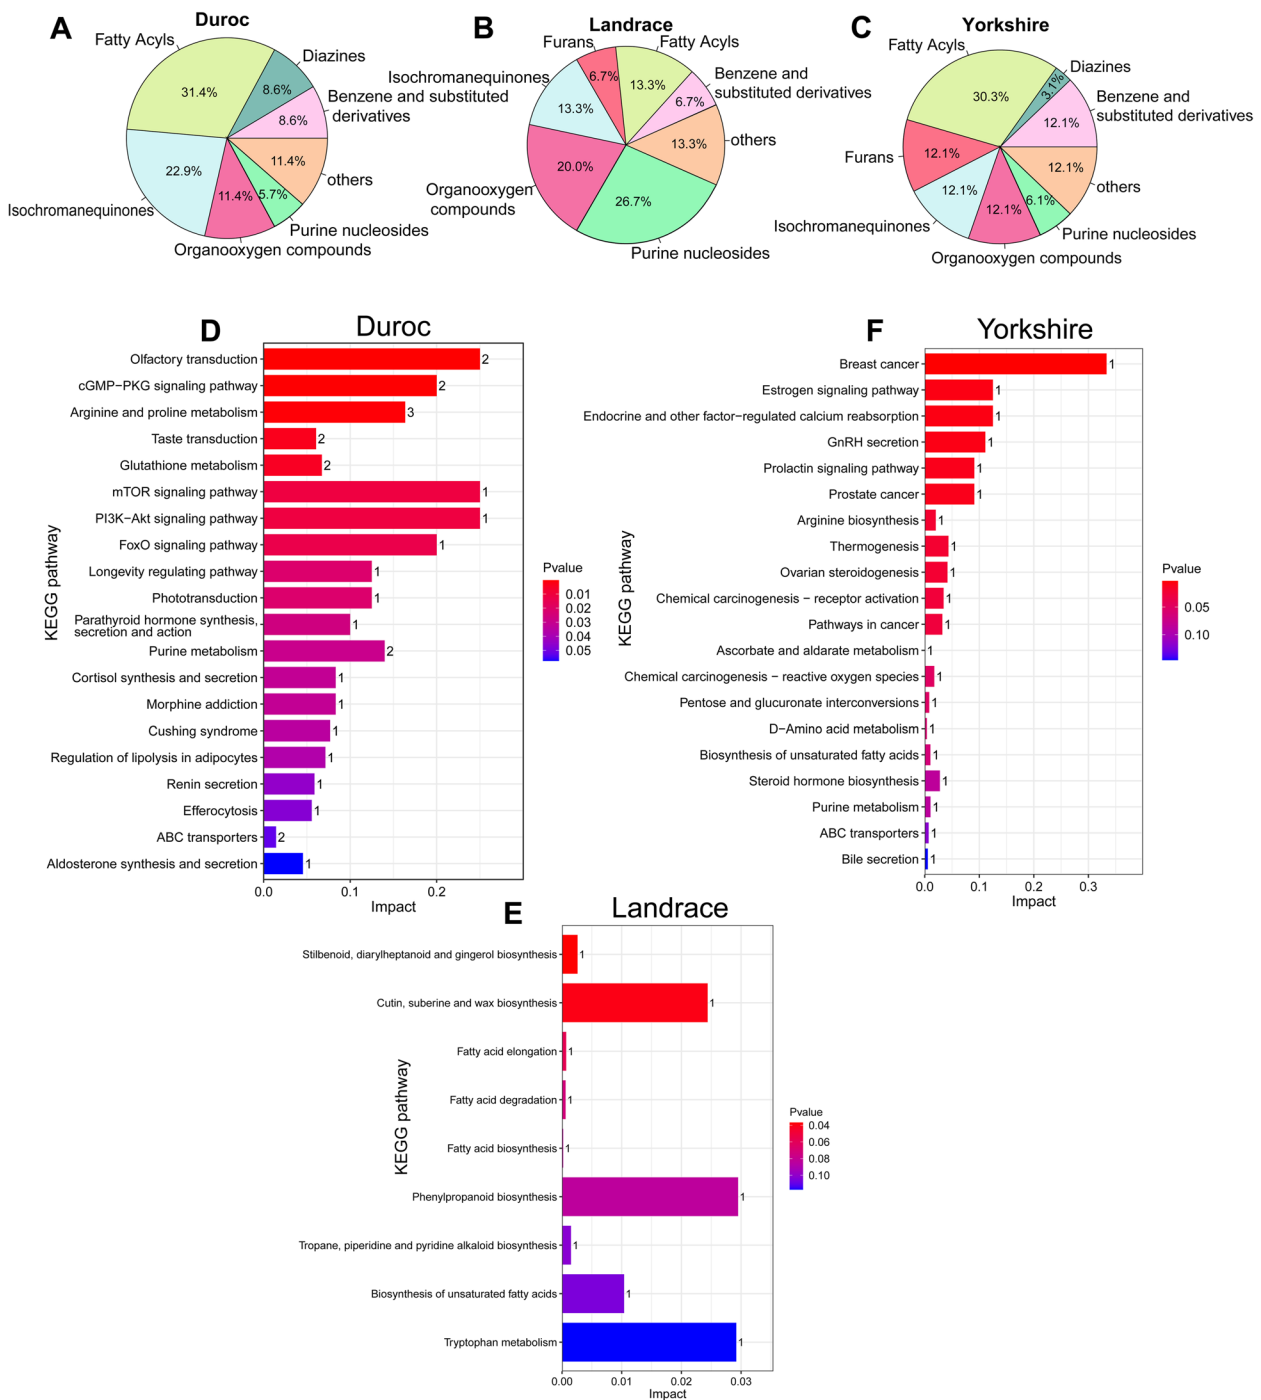 A
Duroc
Fatty Acyls
Diazines
Benzene and substituted
derivatives
others
Purine nucleosides
Organooxygen compounds
Isochromanequinones
31.4%
8.6%
8.6%
11.4%
5.7%
11.4%
22.9%
B
Landrace
Furans
Fatty Acyls
Isochromanequinones
Benzene and
substituted derivatives
others
Organooxygen
compounds
Purine nucleosides
6.7%
13.3%
6.7%
13.3%
13.3%
20.0%
26.7%
C
Yorkshire
Fatty Acyls
Diazines
Benzene and
substituted derivatives
Furans
others
Isochromanequinones
Purine nucleosides
Organooxygen compounds
30.3%
3.1%
12.1%
12.1%
12.1%
12.1%
6.1%
12.1%
D
Duroc
KEGG pathway
Olfactory transduction 2
cGMP−PKG signaling pathway 2
Arginine and proline metabolism 3
Taste transduction 2
Glutathione metabolism 2
mTOR signaling pathway 1
PI3K−Akt signaling pathway 1
FoxO signaling pathway 1
Longevity regulating pathway 1
Phototransduction 1
Parathyroid hormone synthesis,
secretion and action 1
Purine metabolism 2
Cortisol synthesis and secretion 1
Morphine addiction 1
Cushing syndrome 1
Regulation of lipolysis in adipocytes 1
Renin secretion 1
Efferocytosis 1
ABC transporters 2
Aldosterone synthesis and secretion 1
0.0 0.1 0.2
Impact
Pvalue
0.01
0.02
0.03
0.04
0.05
F
Yorkshire
KEGG pathway
Breast cancer 1
Estrogen signaling pathway 1
Endocrine and other factor−regulated calcium reabsorption 1
GnRH secretion 1
Prolactin signaling pathway 1
Prostate cancer 1
Arginine biosynthesis 1
Thermogenesis 1
Ovarian steroidogenesis 1
Chemical carcinogenesis − receptor activation 1
Pathways in cancer 1
Ascorbate and aldarate metabolism 1
Chemical carcinogenesis − reactive oxygen species 1
Pentose and glucuronate interconversions 1
D−Amino acid metabolism 1
Biosynthesis of unsaturated fatty acids 1
Steroid hormone biosynthesis 1
Purine metabolism 1
ABC transporters 1
Bile secretion 1
0.0 0.1 0.2 0.3
Impact
Pvalue
0.05
0.10
E
Landrace
KEGG pathway
Stilbenoid, diarylheptanoid and gingerol biosynthesis 1
Cutin, suberine and wax biosynthesis 1
Fatty acid elongation 1
Fatty acid degradation 1
Fatty acid biosynthesis 1
Phenylpropanoid biosynthesis 1
Tropane, piperidine and pyridine alkaloid biosynthesis 1
Biosynthesis of unsaturated fatty acids 1
Tryptophan metabolism 1
0.00 0.01 0.02 0.03
Impact
Pvalue
0.04
0.06
0.08
0.10